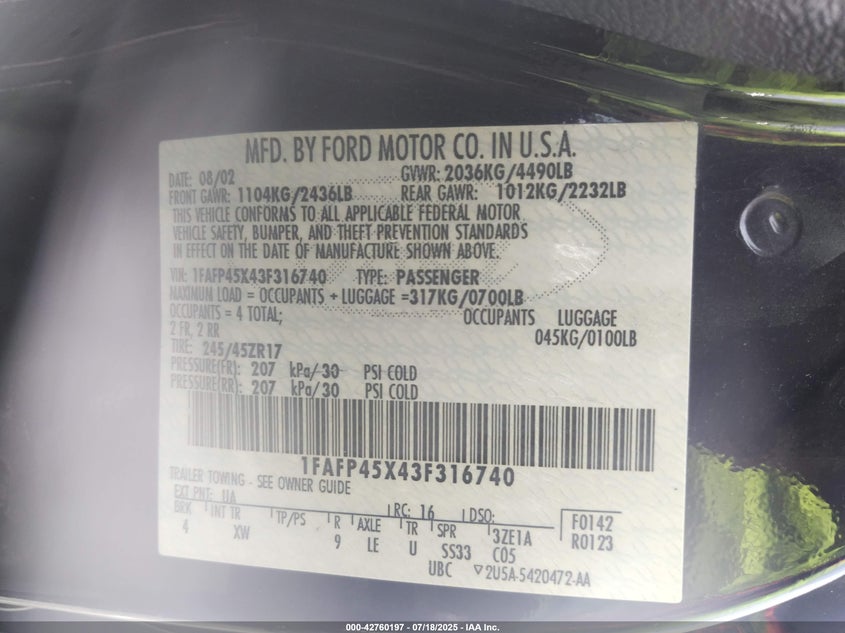 MFD. BY FORD MOTOR CO. IN U.S.A.
DATE: 08/02 GVWR: 2036KG/4490LB
FRONT GAWR: 1104KG/2436LB REAR GAWR: 1012KG/2232LB
THIS VEHICLE CONFORMS TO ALL APPLICABLE FEDERAL MOTOR
VEHICLE SAFETY, BUMPER, AND THEFT PREVENTION STANDARDS
IN EFFECT ON THE DATE OF MANUFACTURE SHOWN ABOVE.
VIN: 1FAFP45X43F316740 TYPE: PASSENGER
MAXIMUM LOAD = OCCUPANTS + LUGGAGE =317KG/0700LB
OCCUPANTS = 4 TOTAL; OCCUPANTS LUGGAGE
2 FR, 2 RR 045KG/0100LB
TIRE: 245/45ZR17
PRESSURE(FR): 207 kPa/ 30 PSI COLD
PRESSURE(RR): 207 kPa/ 30 PSI COLD
1FAFP45X43F316740
TRAILER TOWING - SEE OWNER GUIDE
EXT PNT: UA RC: 16 DSO:
BRK INT TR TP/PS R AXLE TR SPR 3ZE1A F0142
4 XW 9 LE U SS33 C05 R0123
UBC ▽2U5A-5420472-AA
000-42760197 - 07/18/2025 - IAA Inc.